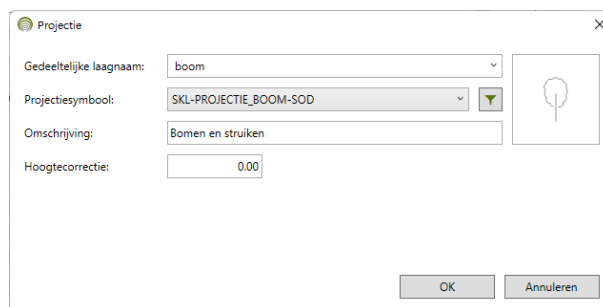 Projectie
Gedeeltelijke laagnaam: boom
Projectiesymbool: SKL-PROJECTIE_BOOM-SOD
Omschrijving: Bomen en struiken
Hoogtecorrectie: 0.00
OK Annuleren